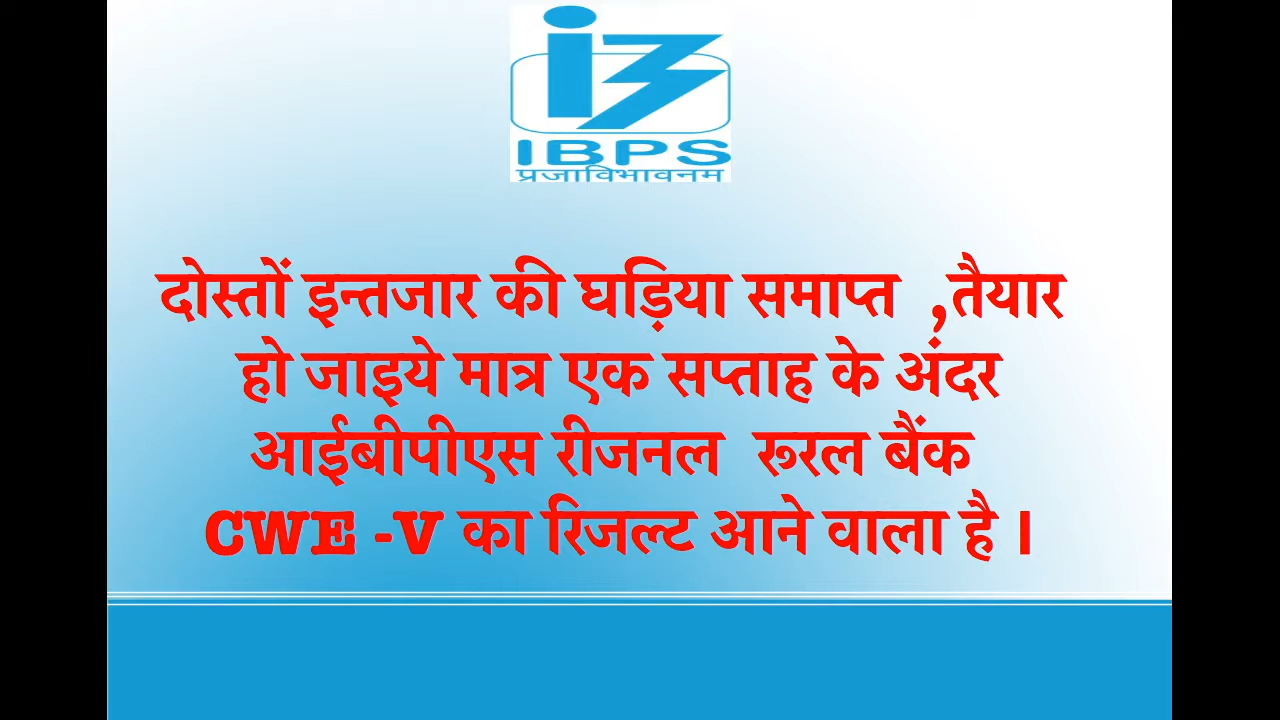 IBPS
प्रजाविभावनम
दोस्तों इन्तजार की घड़िया समाप्त ,तैयार
हो जाइये मात्र एक सप्ताह के अंदर
आईबीपीएस रीजनल रूरल बैंक
CWE -V का रिजल्ट आने वाला है ।